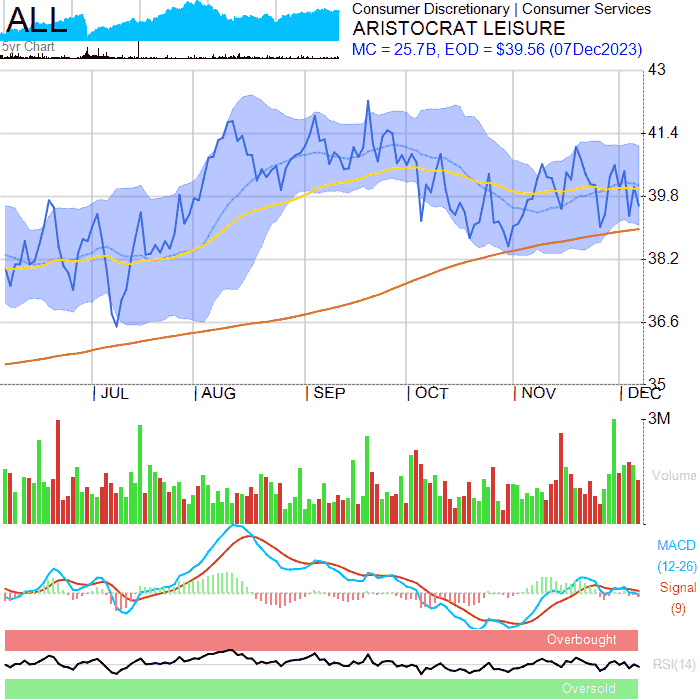 ALL
5yr Chart
Consumer Discretionary | Consumer Services
ARISTOCRAT LEISURE
MC = 25.7B, EOD = $39.56 (07Dec2023)
43
41.4
39.8
38.2
36.6
35
JUL
AUG
SEP
OCT
NOV
DEC
3M
Volume
MACD
(12-26)
Signal
(9)
Overbought
RSI(14)
Oversold